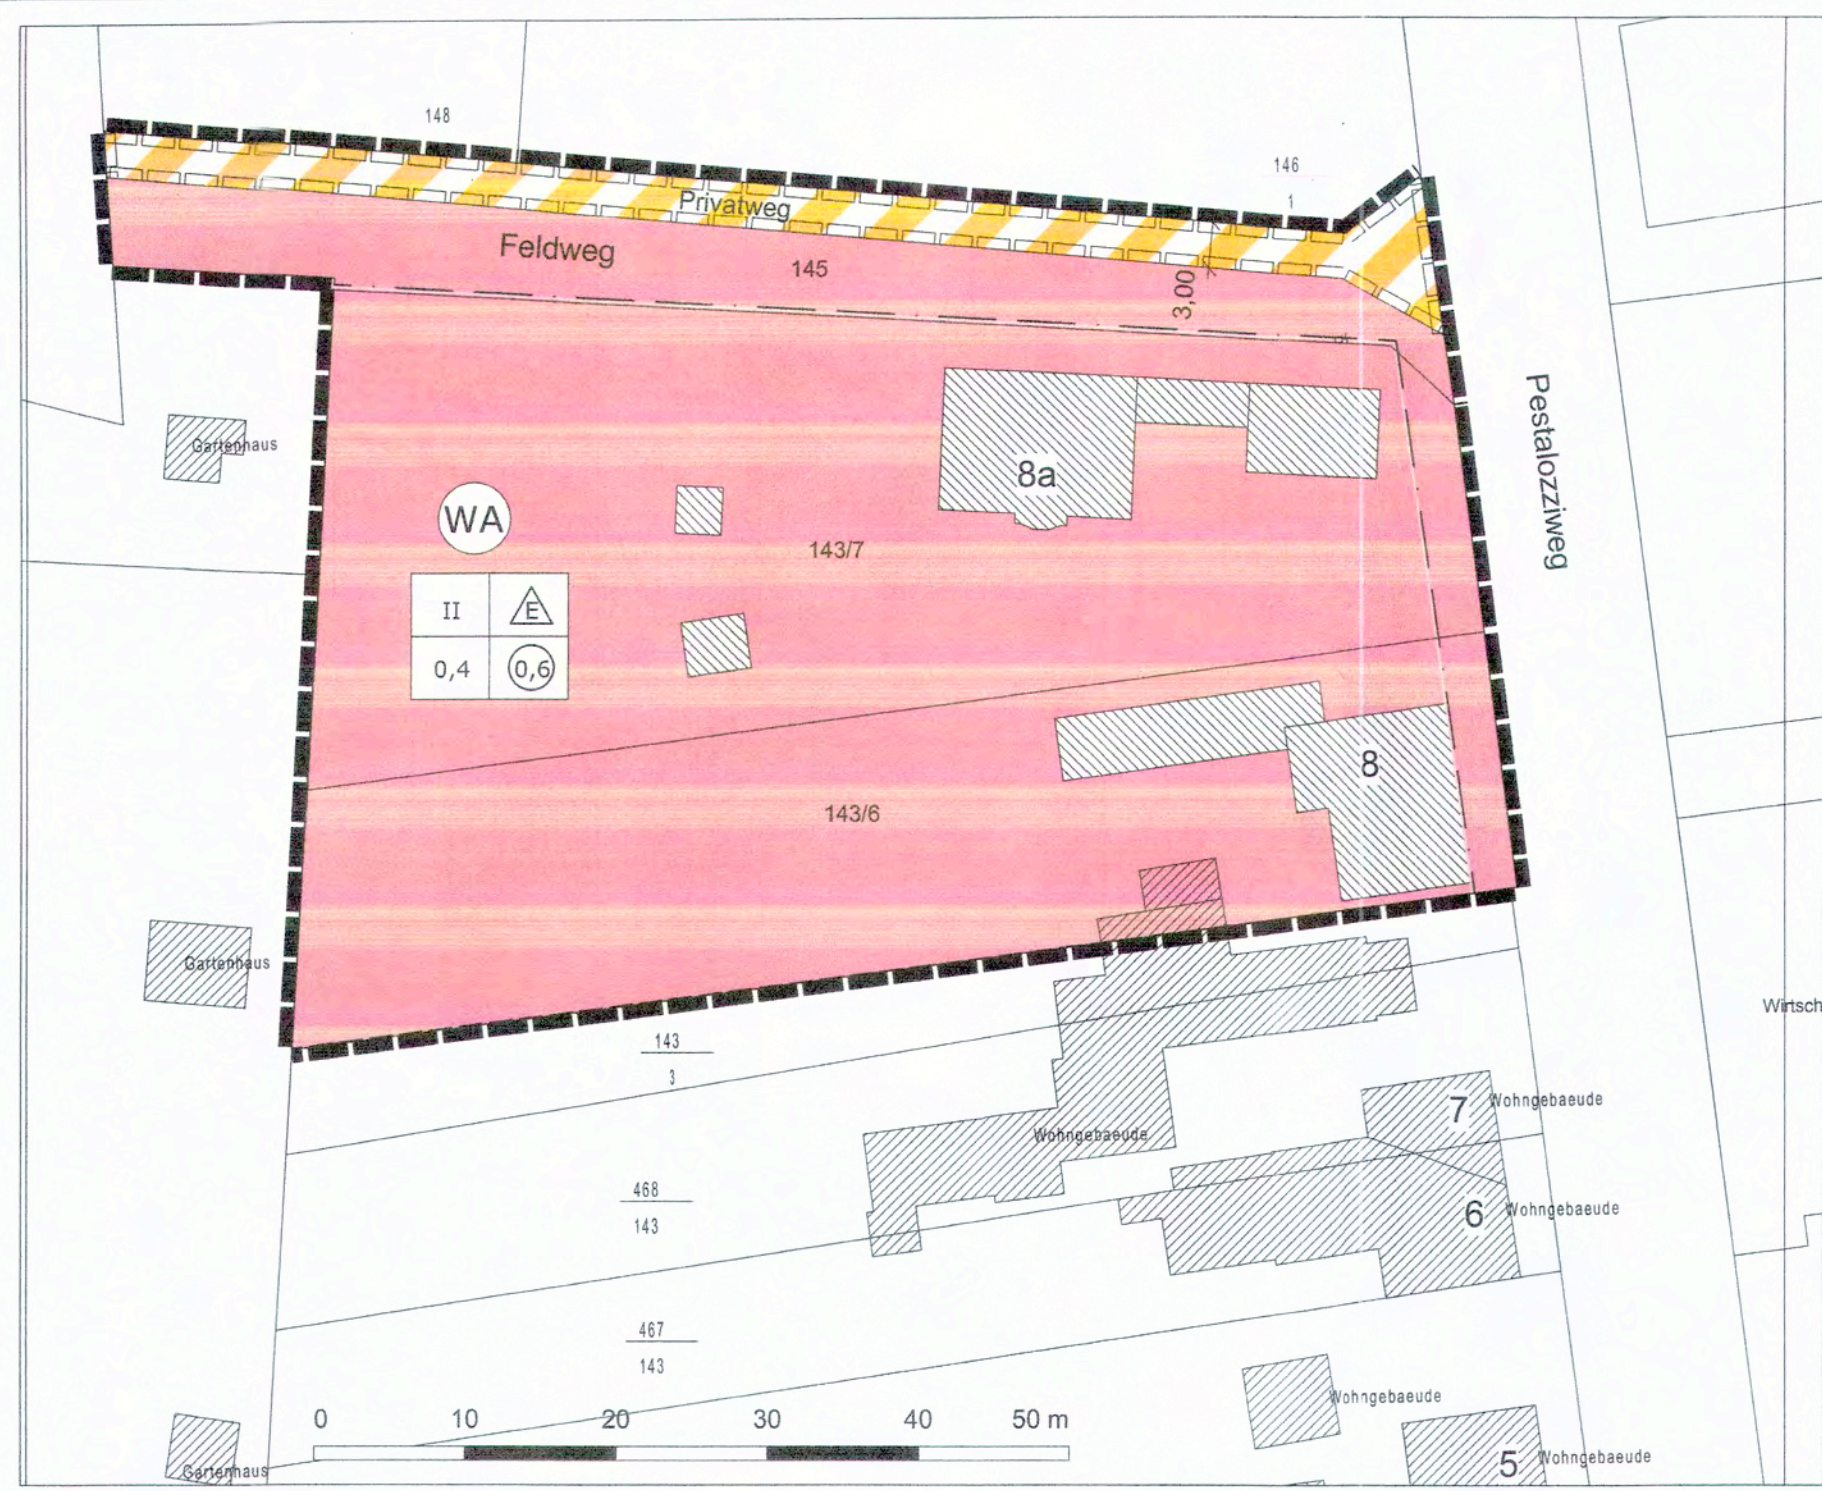 148
146
1
Privatweg
Feldweg
145
3,00
Pestalozziweg
Gartenhaus
8a
WA
143/7
II
E
0,4
0,6
8
143/6
Gartenhaus
Wirtsch
143
3
7
Wohngebaeude
Wohngebaeude
468
143
6
Wohngebaeude
467
143
Wohngebaeude
0 10 20 30 40 50 m
5
Wohngebaeude
Gartenhaus